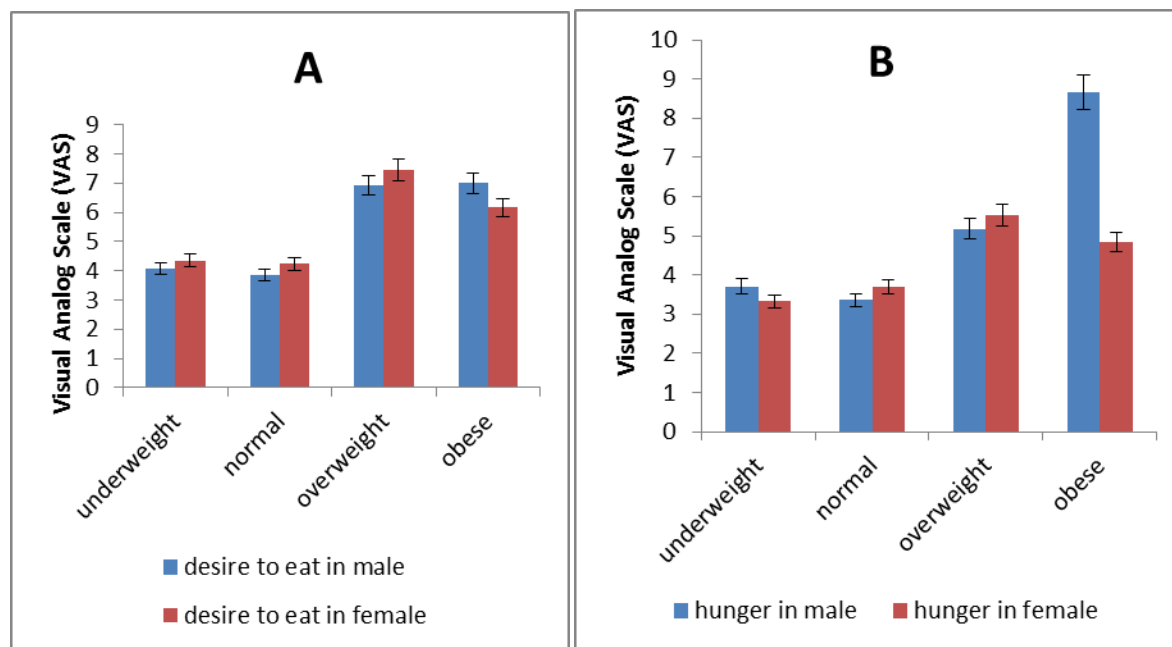 A
Visual Analog Scale (VAS)
9
8
7
6
5
4
3
2
1
0
underweight
normal
overweight
obese
desire to eat in male
desire to eat in female
B
Visual Analog Scale (VAS)
10
9
8
7
6
5
4
3
2
1
0
underweight
normal
overweight
obese
hunger in male hunger in female